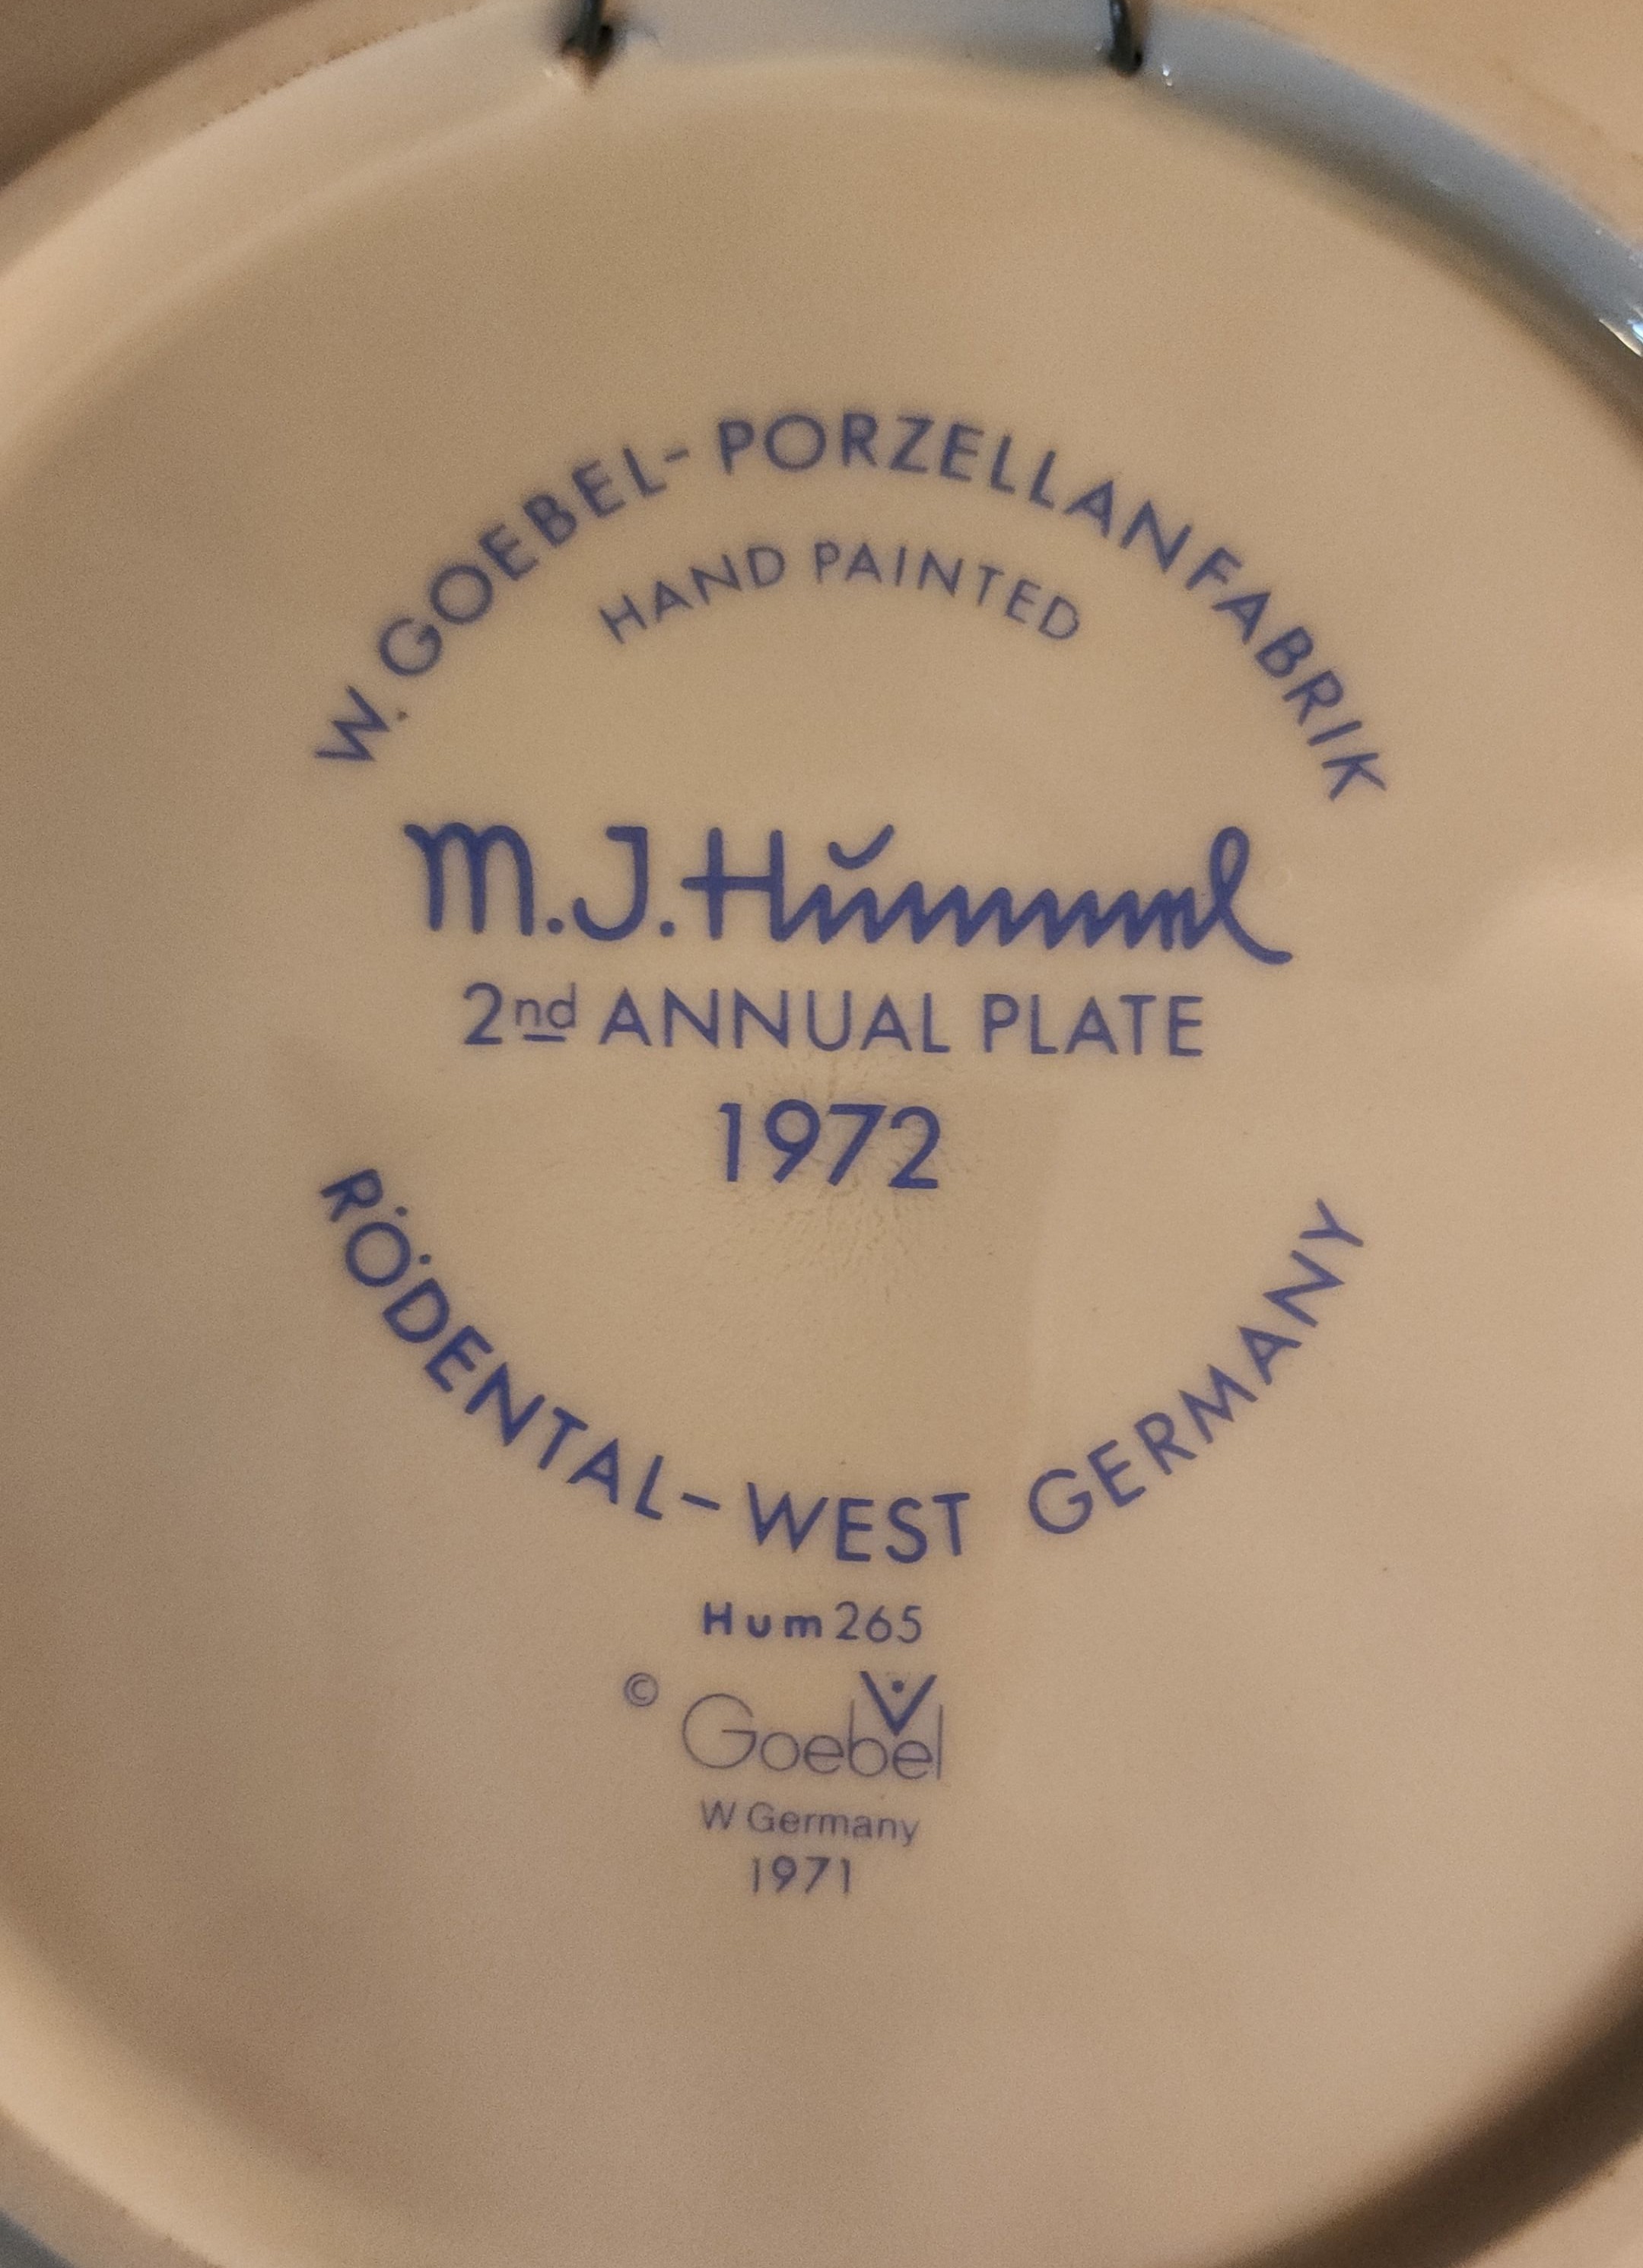 W. GOEBEL-PORZELLANFABRIK
HAND PAINTED
M.J. Hummel
2nd ANNUAL PLATE
1972
RÖDENTAL-WEST GERMANY
Hum 265
© Goebel
W Germany
1971